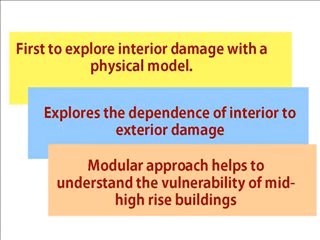 First to explore interior damage with a
physical model.
Explores the dependence of interior to
exterior damage
Modular approach helps to
understand the vulnerability of mid-
high rise buildings